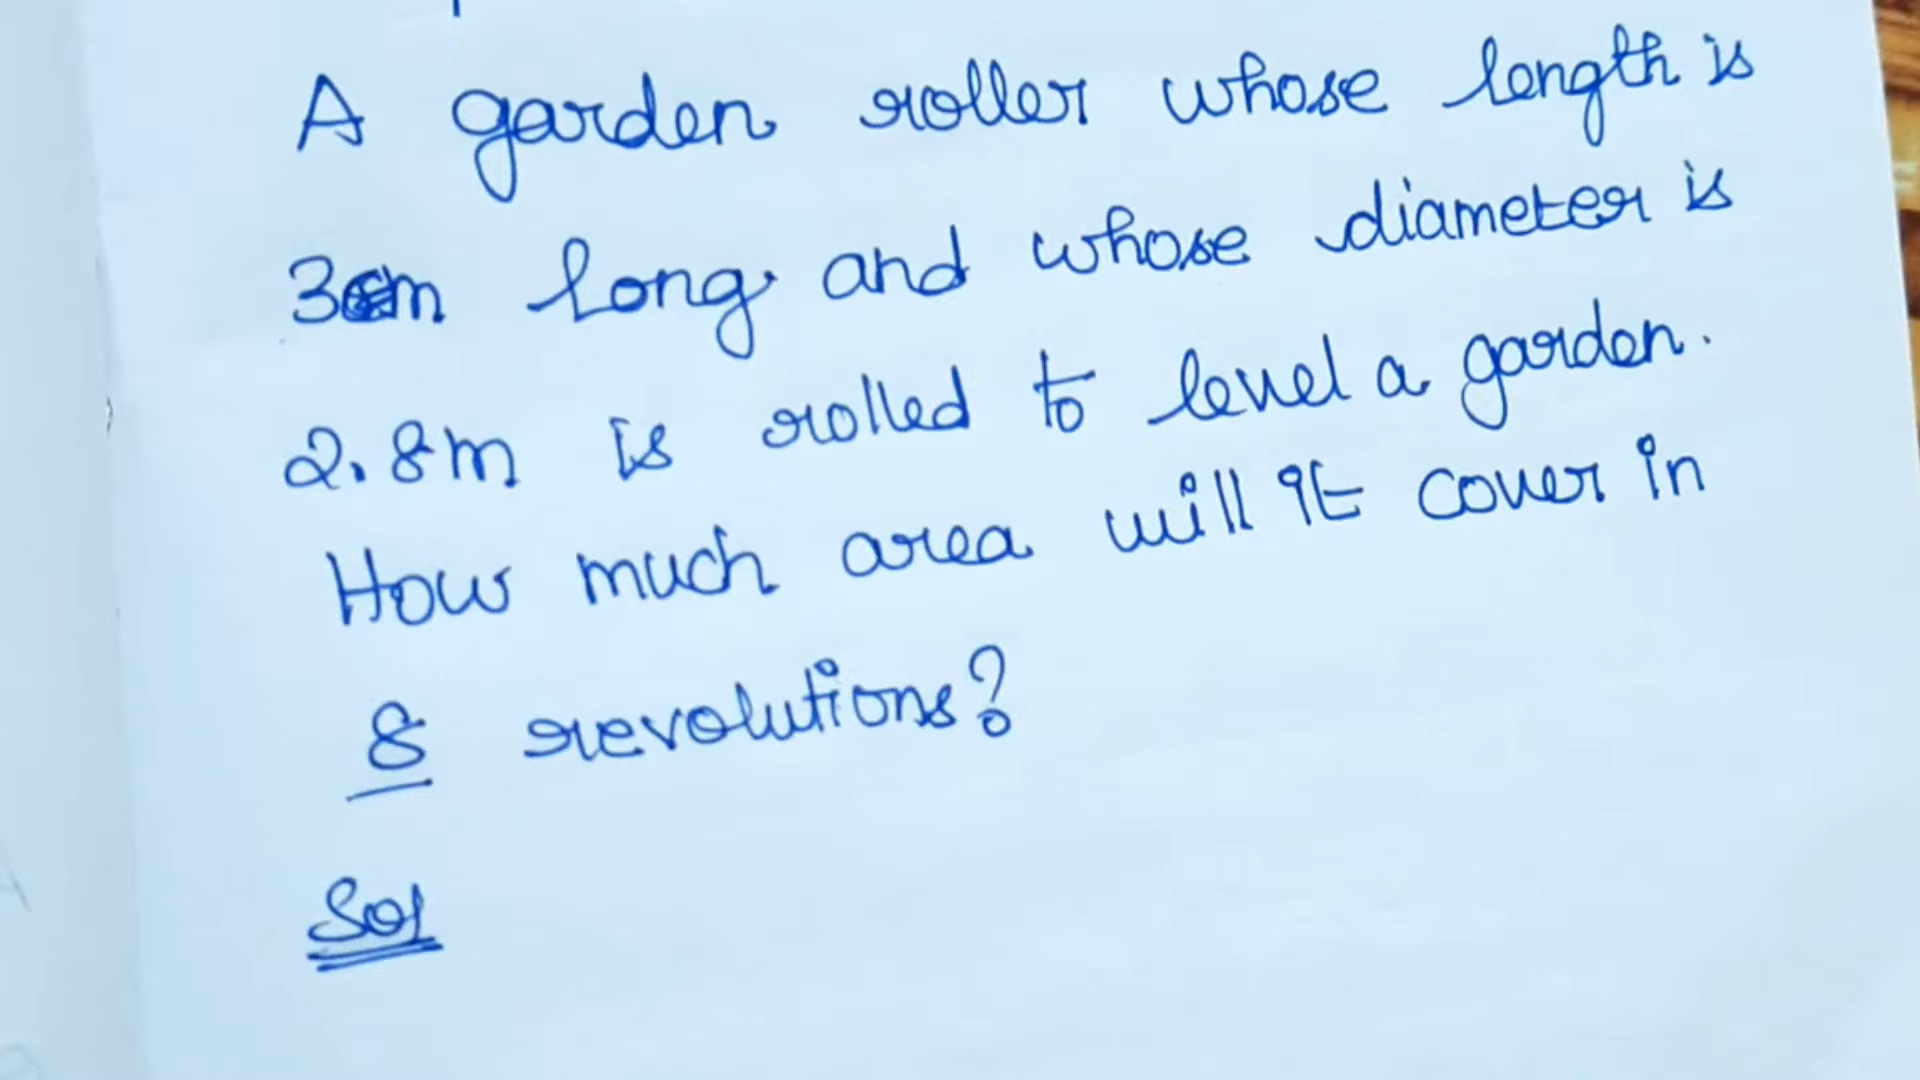 A garden roller whose length is
3m long and whose diameter is
2.8m is rolled to level a garden.
How much area will it cover in
8 revolutions?
Sol